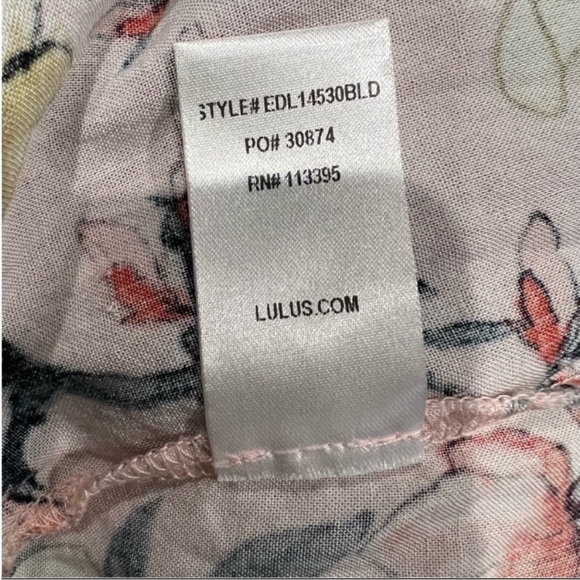 STYLE# EDL14530BLD
PO# 30874
RN# 113395
LULUS.COM